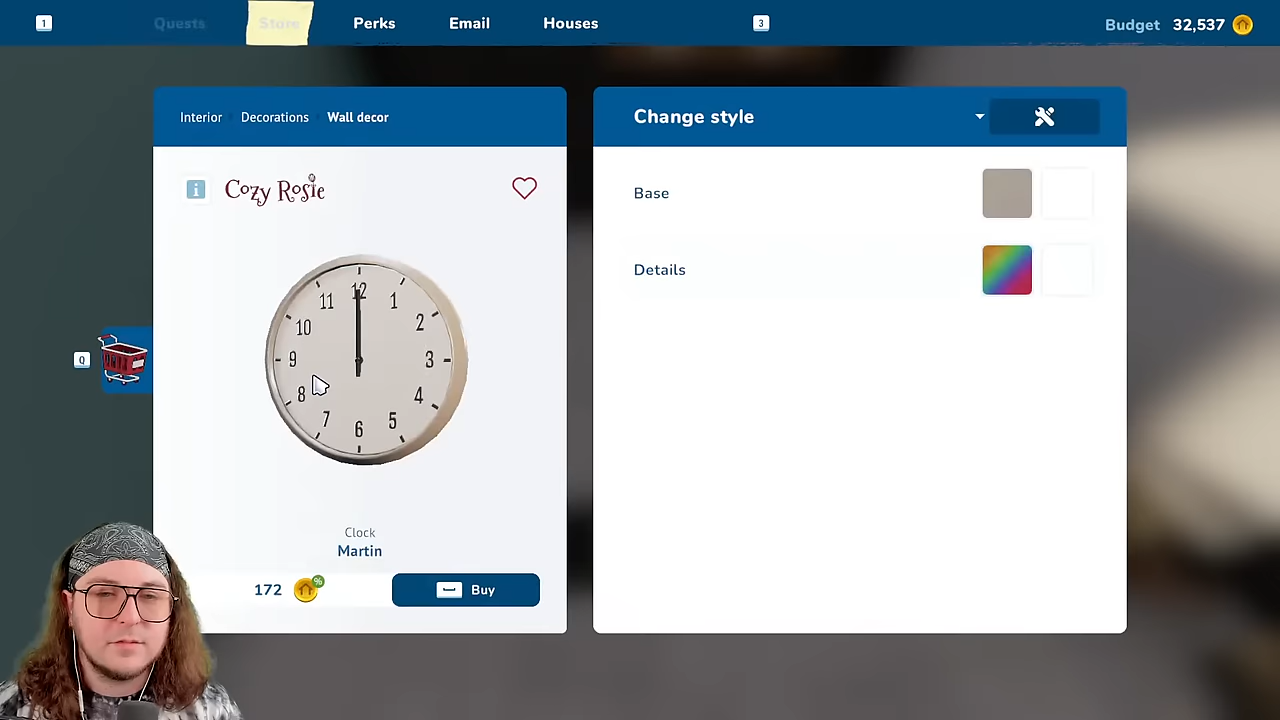 1 Quests Store Perks Email Houses 3 Budget 32,537
Interior Decorations Wall decor
Change style
i Cozy Rosie
Base
Details
12
11 1
10 2
9 3
8 4
7 5
6
Q
Clock
Martin
172 % Buy